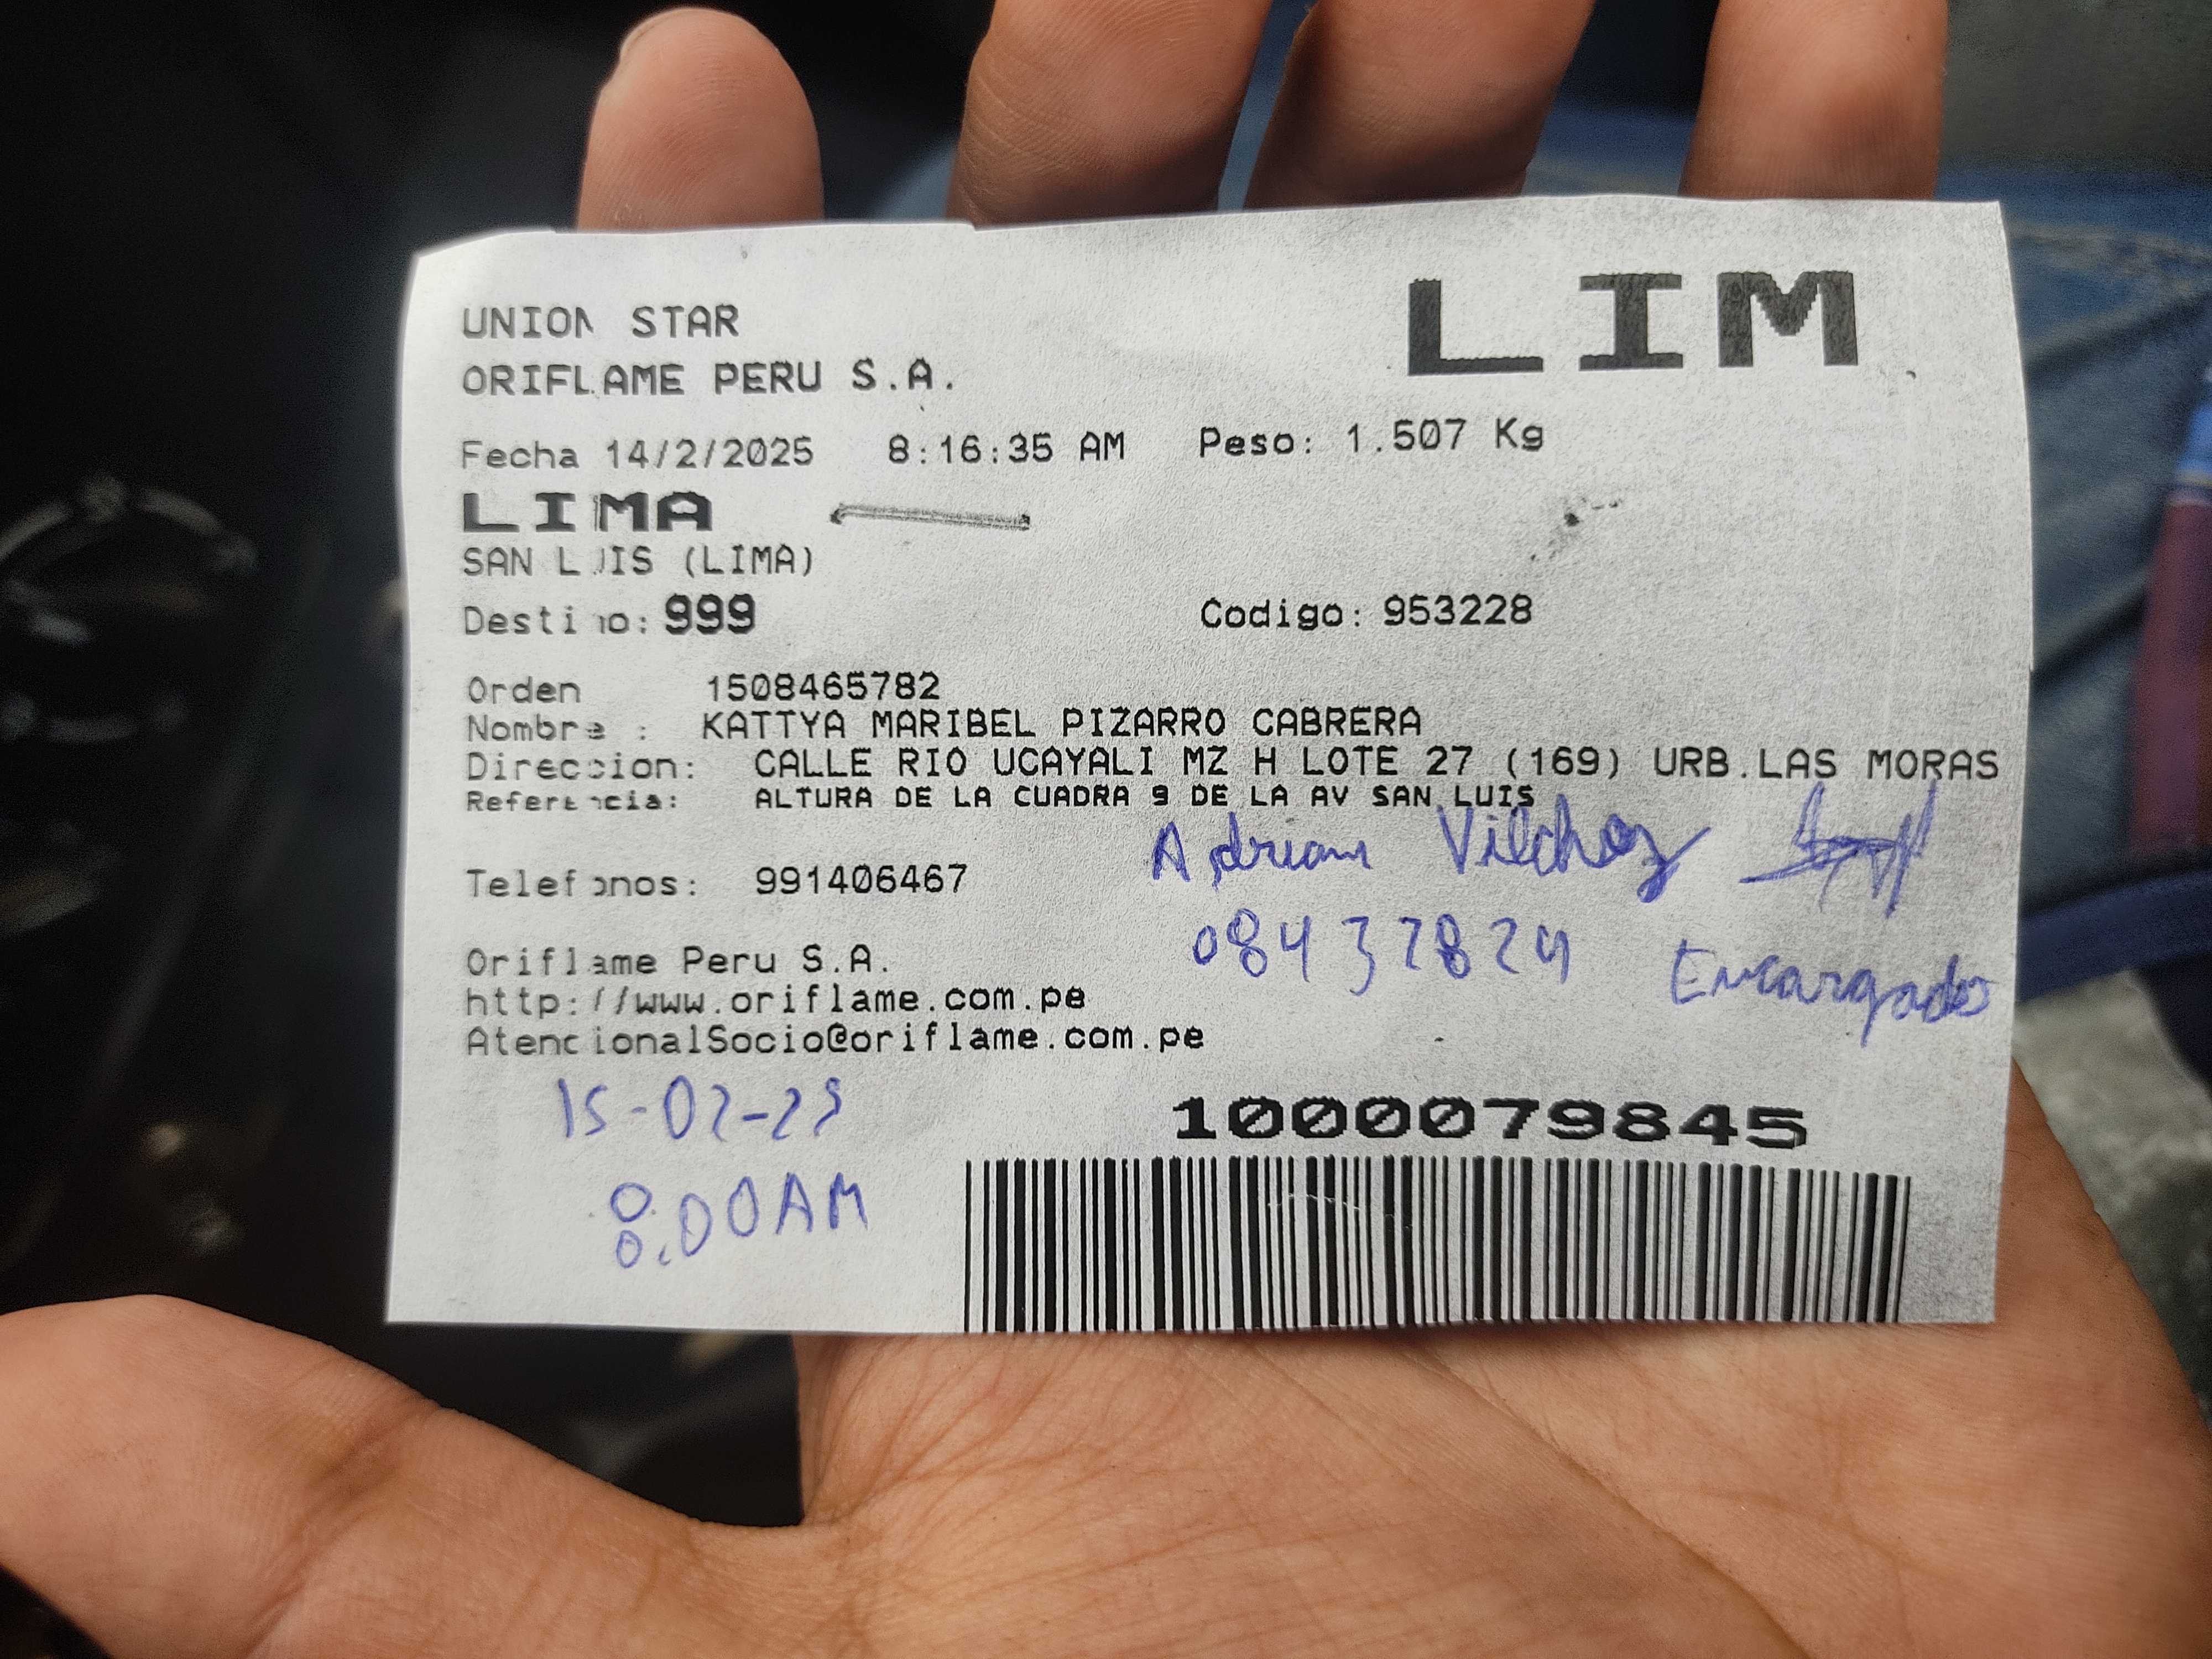 LIM
UNION STAR
ORIFLAME PERU S.A.
Fecha 14/2/2025 8:16:35 AM Peso: 1.507 Kg
LIMA
SAN LUIS (LIMA)
Destino: 999 Codigo: 953228
Orden 1508465782
Nombre : KATTYA MARIBEL PIZARRO CABRERA
Direccion: CALLE RIO UCAYALI MZ H LOTE 27 (169) URB.LAS MORAS
Referencia: ALTURA DE LA CUADRA 9 DE LA AV SAN LUIS
Adrian Vilchez
Telefonos: 991406467
08432824
Encargado
Oriflame Peru S.A.
http://www.oriflame.com.pe
AtencionalSocio@oriflame.com.pe
15-02-25
8:00AM
1000079845